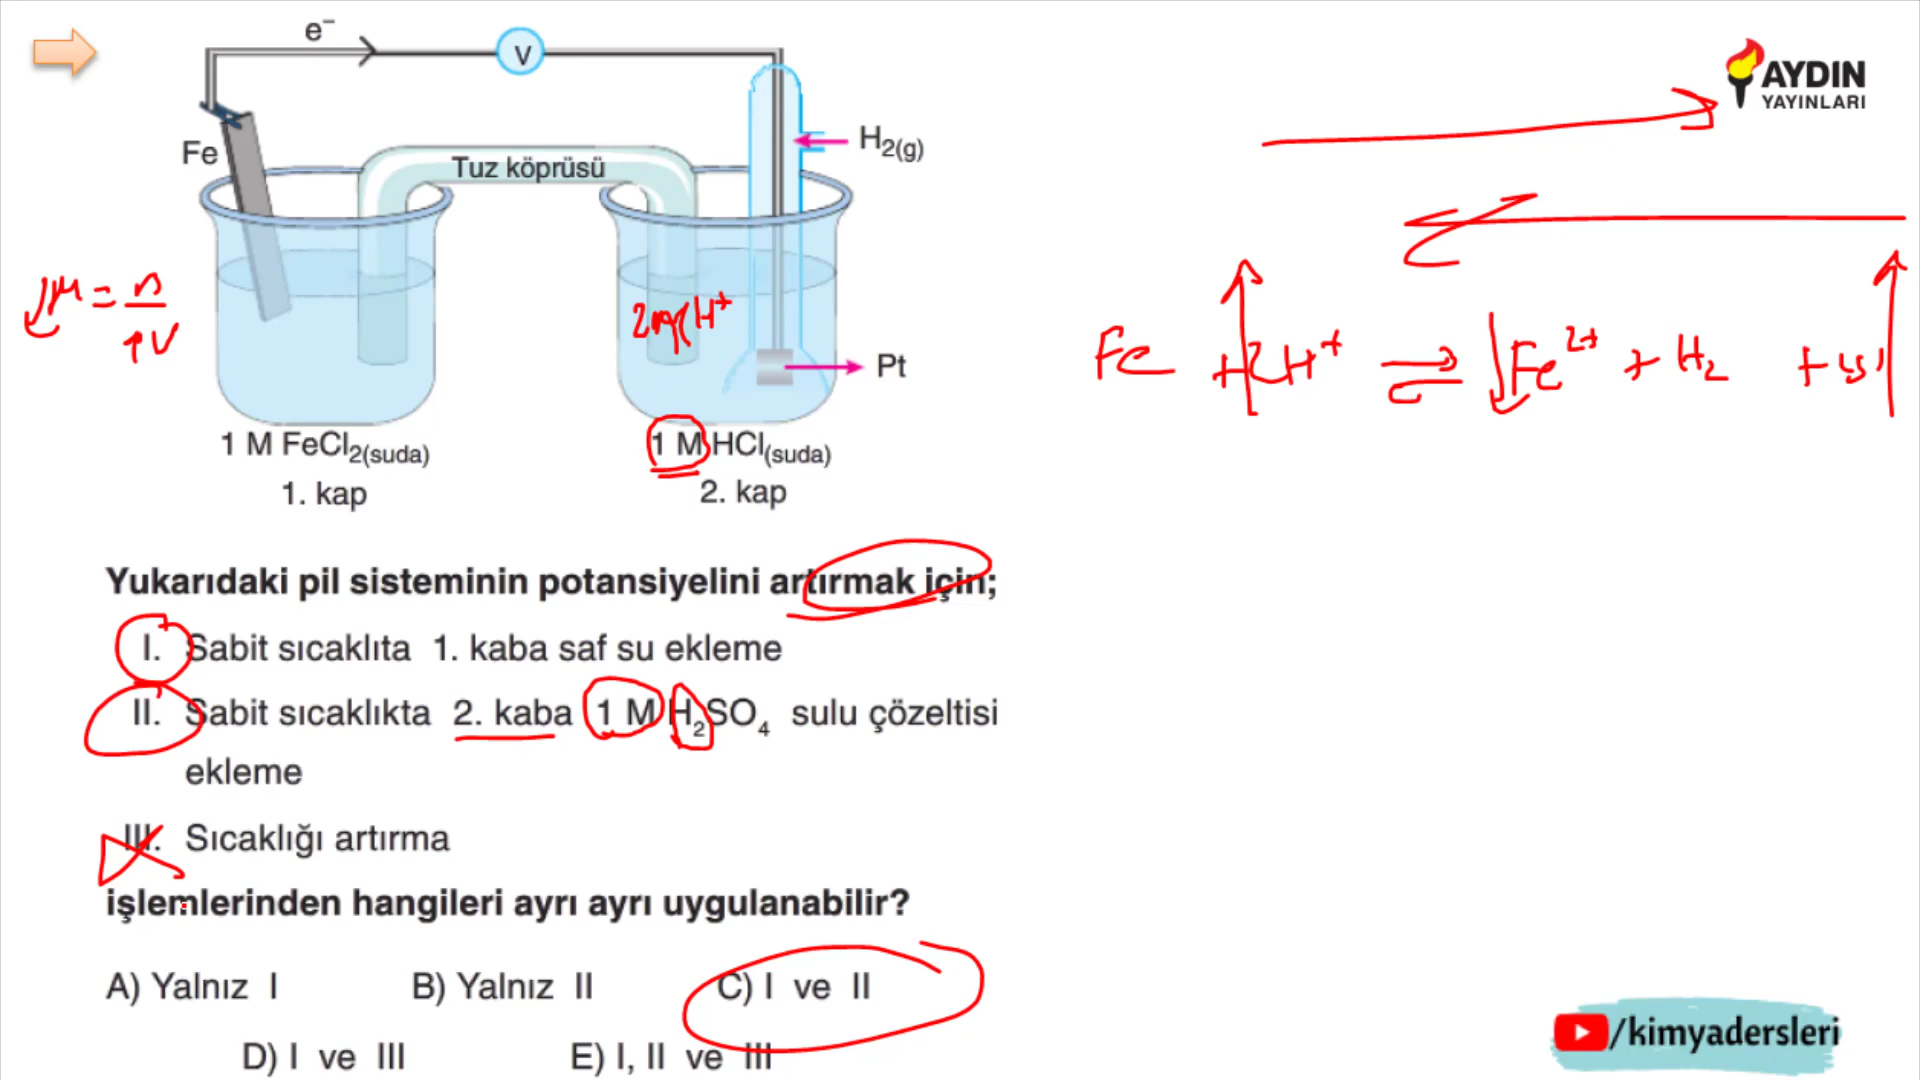 e⁻
V
AYDIN
YAYINLARI
Fe
Tuz köprüsü
H₂(g)
μ = n
↑V
2M H⁺
Fe + 2H⁺ ⇌ Fe²⁺ + H₂ + ısı
Pt
1 M FeCl₂(suda)
1 M HCl(suda)
1. kap
2. kap
Yukarıdaki pil sisteminin potansiyelini artırmak için;
I. Sabit sıcaklıta 1. kaba saf su ekleme
II. Sabit sıcaklıkta 2. kaba 1 M H₂SO₄ sulu çözeltisi
ekleme
III. Sıcaklığı artırma
işlemlerinden hangileri ayrı ayrı uygulanabilir?
A) Yalnız I
B) Yalnız II
C) I ve II
D) I ve III
E) I, II ve III
/kimyadersleri